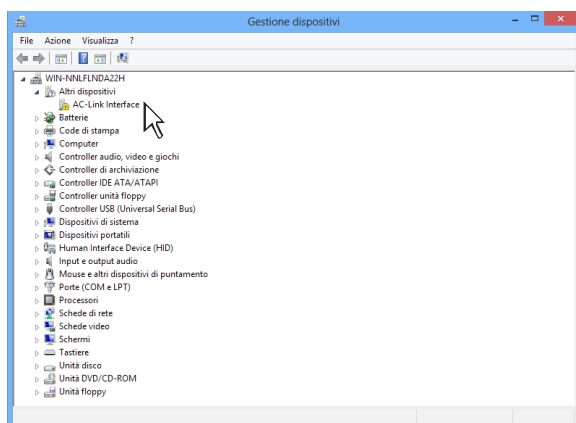 Gestione dispositivi
File Azione Visualizza ?
WIN-NNLFLNDA22H
Altri dispositivi
AC-Link Interface
Batterie
Code di stampa
Computer
Controller audio, video e giochi
Controller di archiviazione
Controller IDE ATA/ATAPI
Controller unità floppy
Controller USB (Universal Serial Bus)
Dispositivi di sistema
Dispositivi portatili
Human Interface Device (HID)
Input e output audio
Mouse e altri dispositivi di puntamento
Porte (COM e LPT)
Processori
Schede di rete
Schede video
Schermi
Tastiere
Unità disco
Unità DVD/CD-ROM
Unità floppy